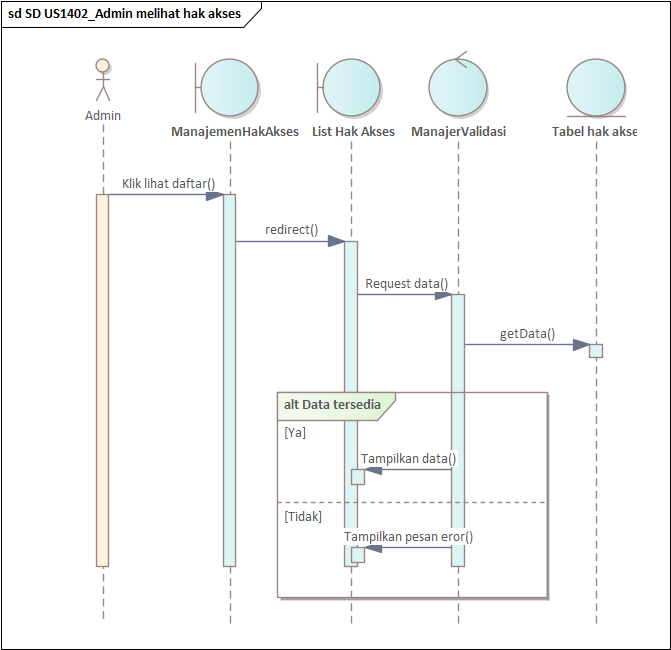 sd SD US1402_Admin melihat hak akses
Admin
ManajemenHakAkses
List Hak Akses
ManajerValidasi
Tabel hak akse
Klik lihat daftar()
redirect()
Request data()
getData()
alt Data tersedia
[Ya]
Tampilkan data()
[Tidak]
Tampilkan pesan eror()